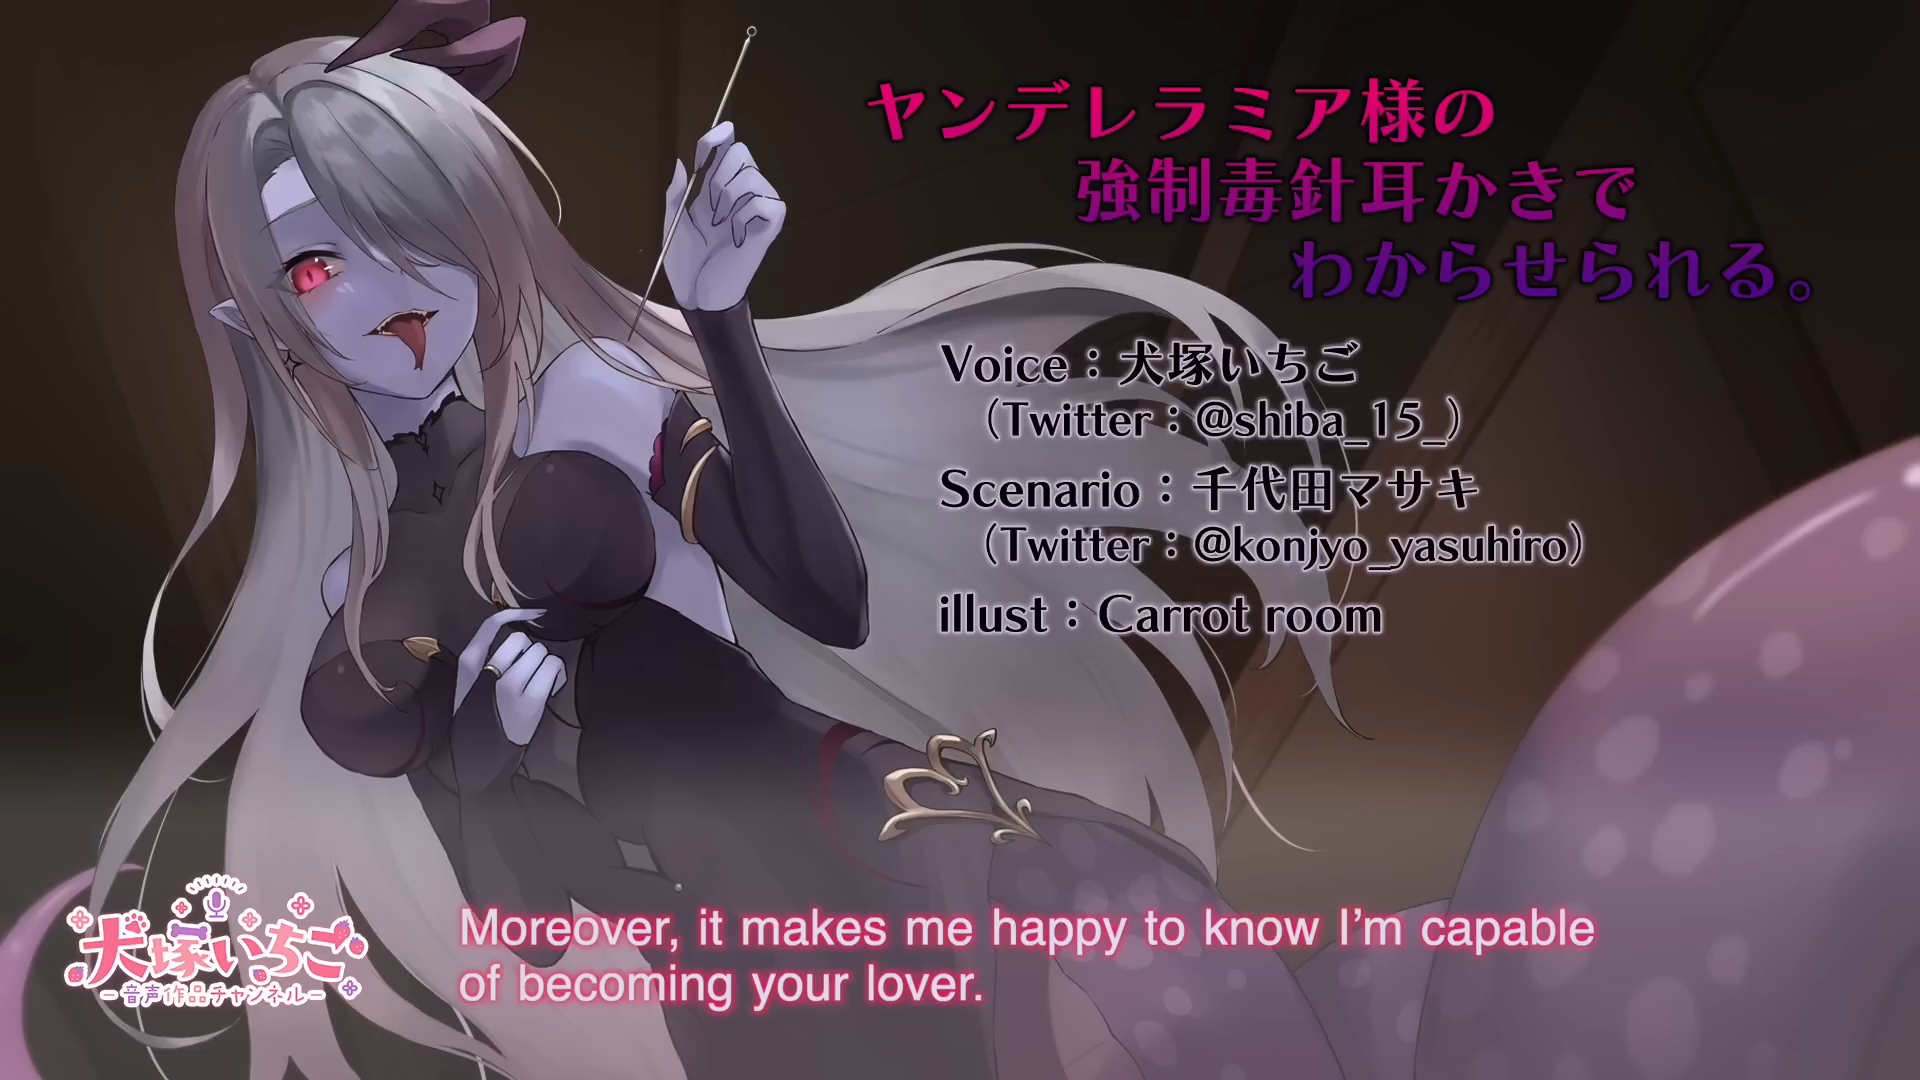 ヤンデレラミア様の
強制毒針耳かきで
わからせられる。
Voice：犬塚いちご
（Twitter：@shiba_15_）
Scenario：千代田マサキ
（Twitter：@konjyo_yasuhiro）
illust：Carrot room
犬塚いちご
-音声作品チャンネル-
Moreover, it makes me happy to know I'm capable
of becoming your lover.